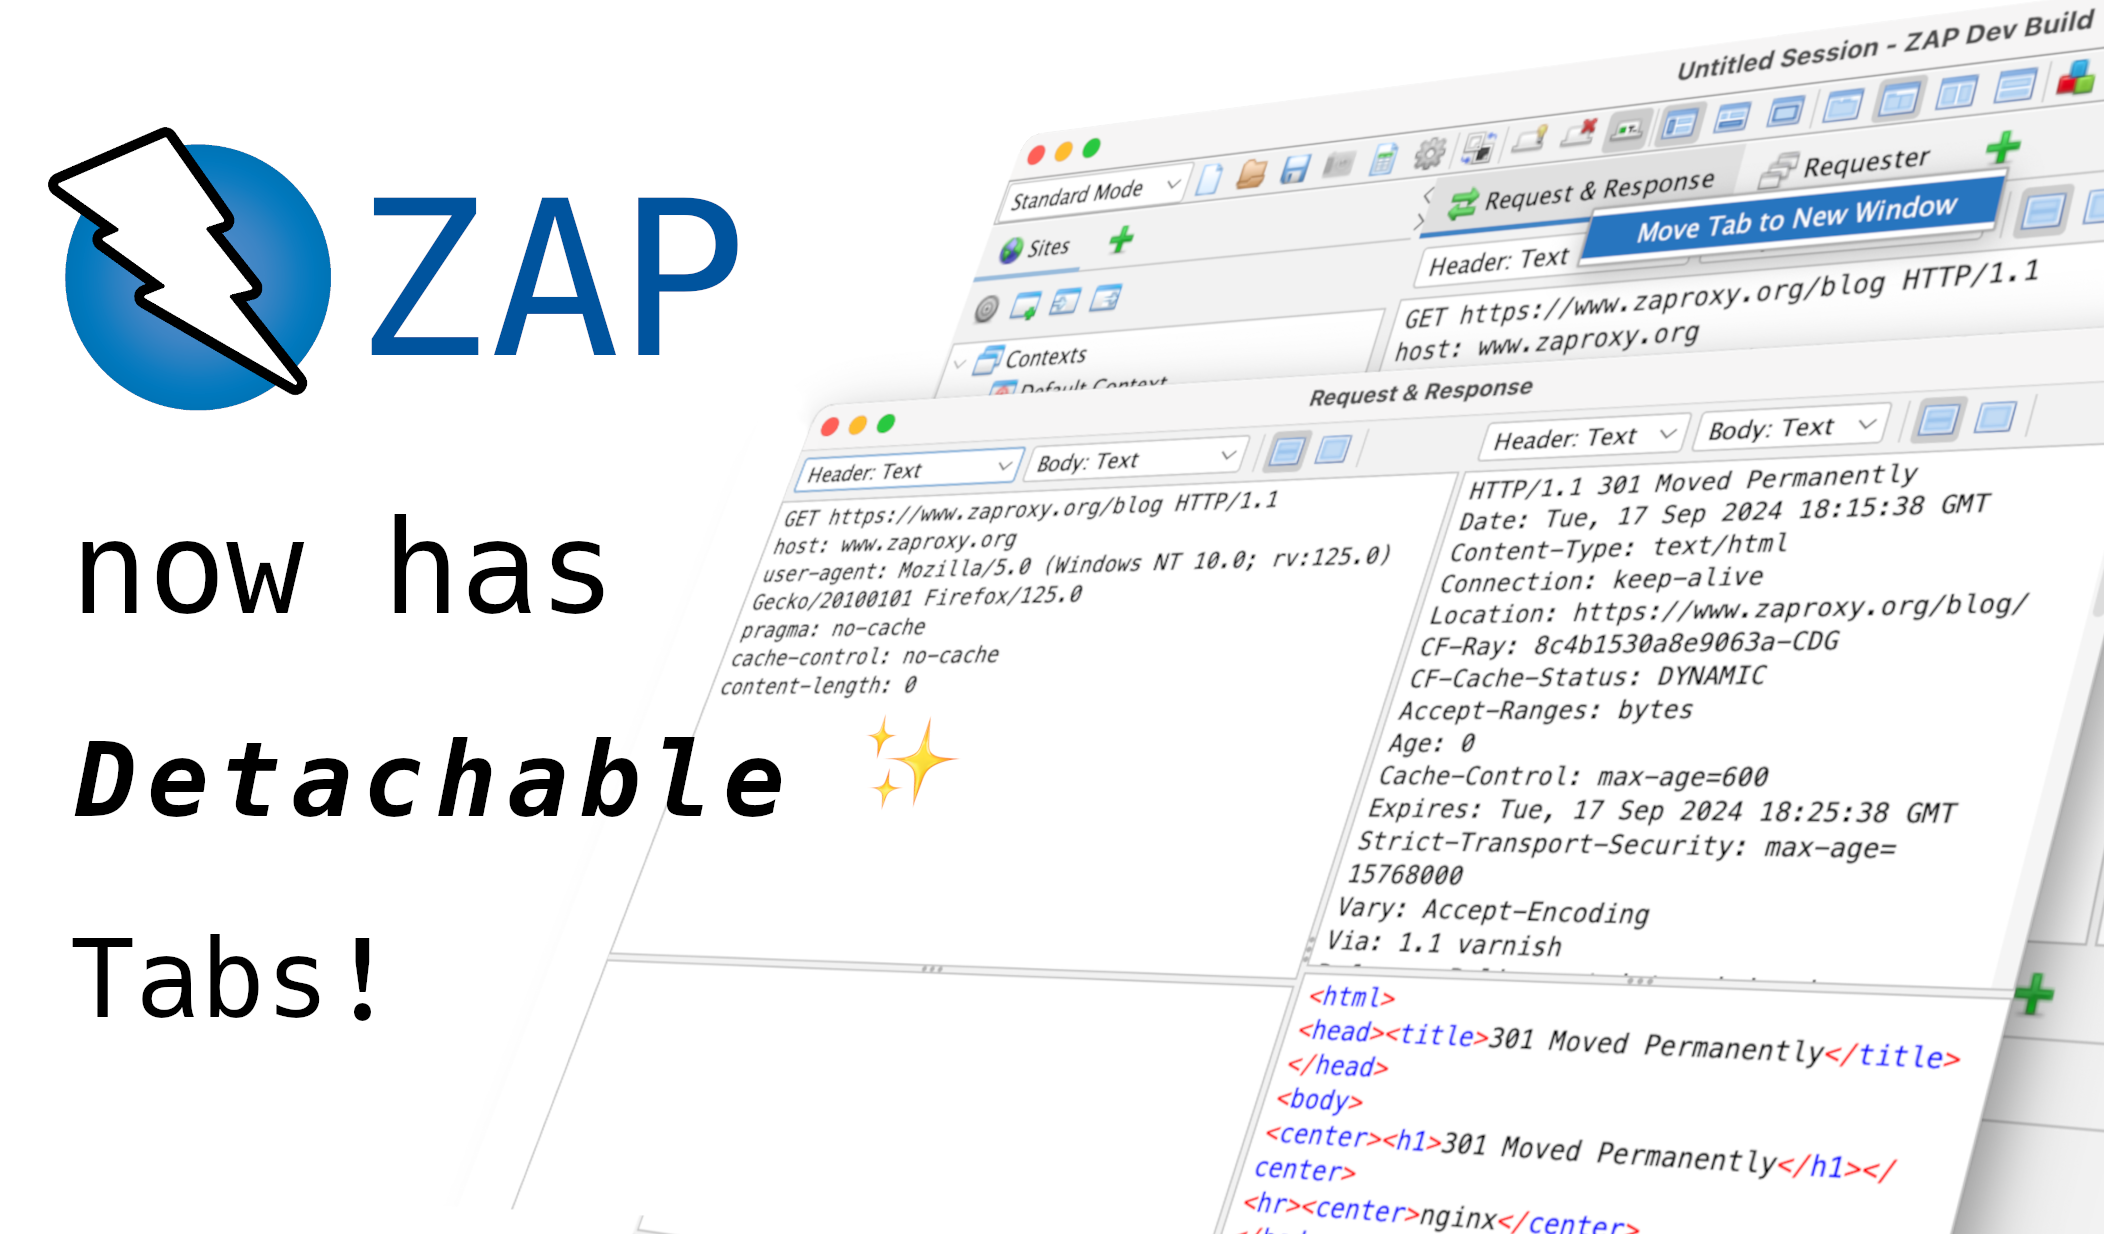 ZAP
now has
Detachable ✨
Tabs!
Untitled Session - ZAP Dev Build
Standard Mode
Request & Response
Requester
Move Tab to New Window
Sites
Header: Text
GET https://www.zaproxy.org/blog HTTP/1.1
host: www.zaproxy.org
Contexts
Default Context
Request & Response
Header: Text
Body: Text
GET https://www.zaproxy.org/blog HTTP/1.1
host: www.zaproxy.org
user-agent: Mozilla/5.0 (Windows NT 10.0; rv:125.0)
Gecko/20100101 Firefox/125.0
pragma: no-cache
cache-control: no-cache
content-length: 0
Header: Text
Body: Text
HTTP/1.1 301 Moved Permanently
Date: Tue, 17 Sep 2024 18:15:38 GMT
Content-Type: text/html
Connection: keep-alive
Location: https://www.zaproxy.org/blog/
CF-Ray: 8c4b1530a8e9063a-CDG
CF-Cache-Status: DYNAMIC
Accept-Ranges: bytes
Age: 0
Cache-Control: max-age=600
Expires: Tue, 17 Sep 2024 18:25:38 GMT
Strict-Transport-Security: max-age=
15768000
Vary: Accept-Encoding
Via: 1.1 varnish
<html>
<head><title>301 Moved Permanently</title>
</head>
<body>
<center><h1>301 Moved Permanently</h1></
center>
<hr><center>nginx</center>